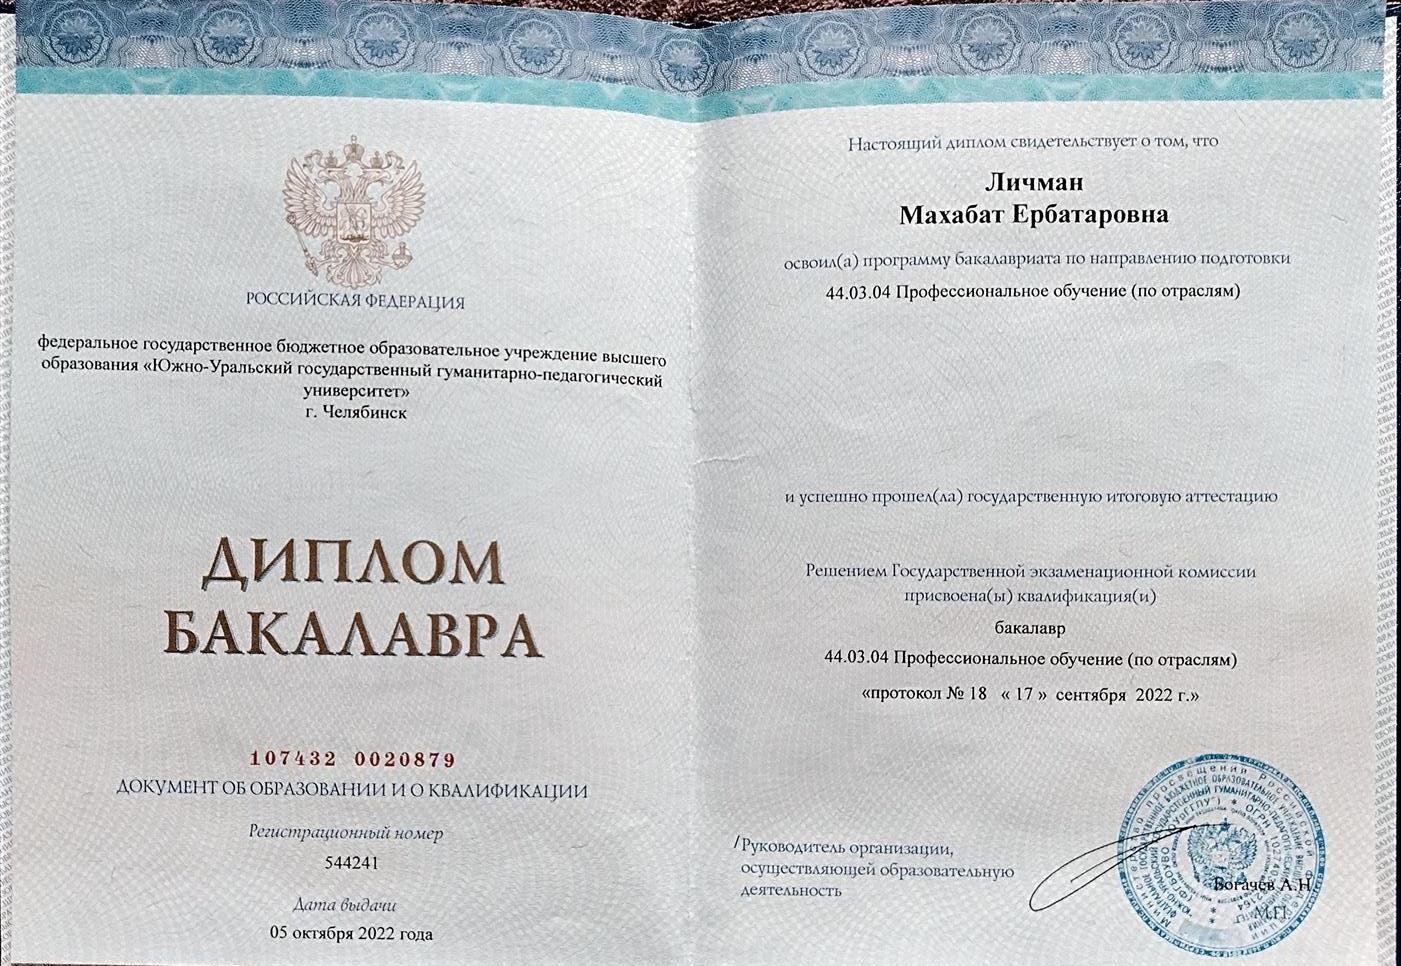 РОССИЙСКАЯ ФЕДЕРАЦИЯ
федеральное государственное бюджетное образовательное учреждение высшего
образования «Южно-Уральский государственный гуманитарно-педагогический
университет»
г. Челябинск
ДИПЛОМ
БАКАЛАВРА
107432 0020879
ДОКУМЕНТ ОБ ОБРАЗОВАНИИ И О КВАЛИФИКАЦИИ
Регистрационный номер
544241
Дата выдачи
05 октября 2022 года
Настоящий диплом свидетельствует о том, что
Личман
Махабат Ербатаровна
освоил(а) программу бакалавриата по направлению подготовки
44.03.04 Профессиональное обучение (по отраслям)
и успешно прошел(ла) государственную итоговую аттестацию
Решением Государственной экзаменационной комиссии
присвоена(ы) квалификация(и)
бакалавр
44.03.04 Профессиональное обучение (по отраслям)
«протокол № 18 « 17 » сентября 2022 г.»
/Руководитель организации,
осуществляющей образовательную
деятельность
Богачев А.Н
М.П.